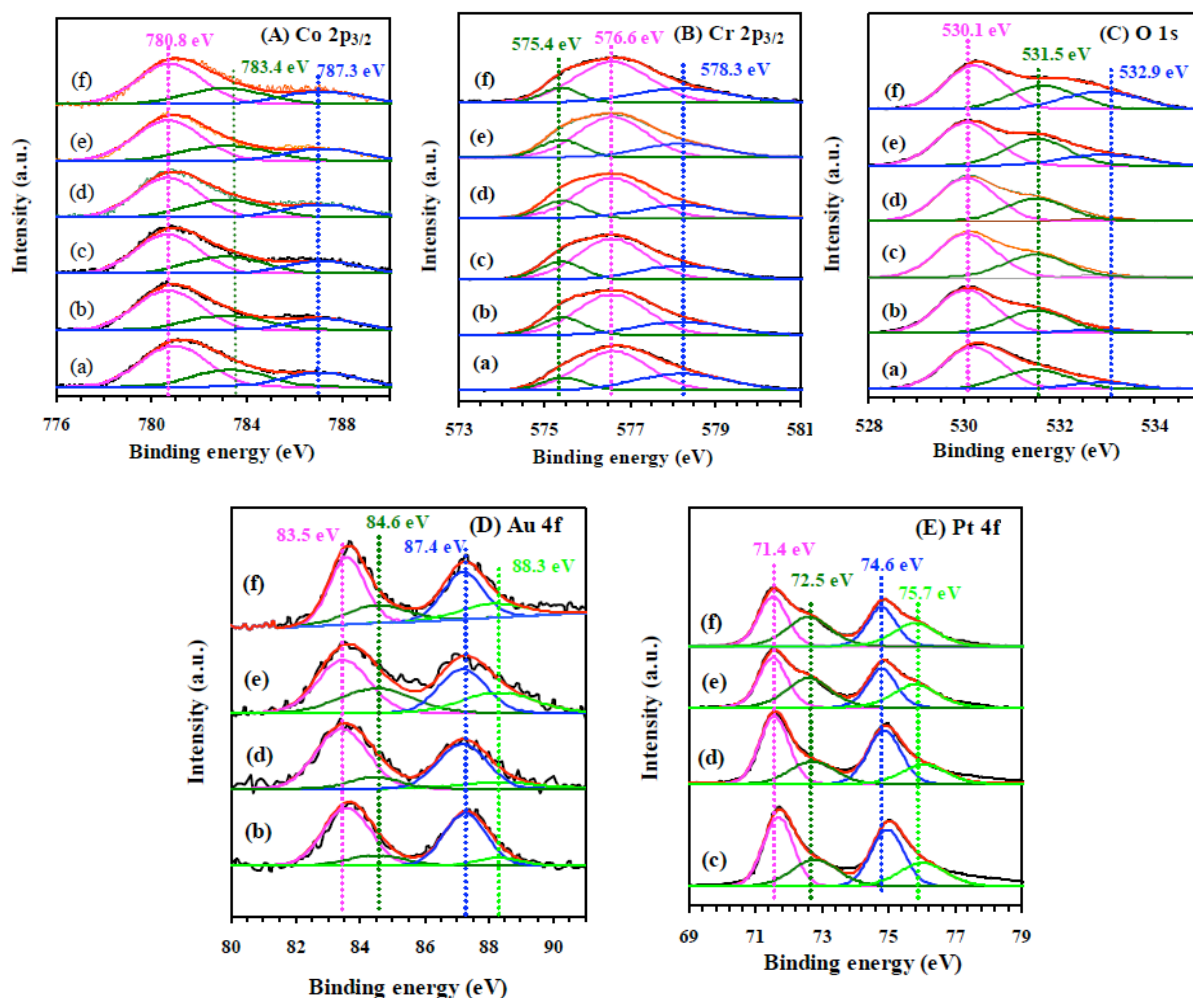 (A) Co 2p3/2
780.8 eV
783.4 eV
787.3 eV
(f)
(e)
(d)
(c)
(b)
(a)
Intensity (a.u.)
776 780 784 788
Binding energy (eV)
(B) Cr 2p3/2
575.4 eV
576.6 eV
578.3 eV
(f)
(e)
(d)
(c)
(b)
(a)
Intensity (a.u.)
573 575 577 579 581
Binding energy (eV)
(C) O 1s
530.1 eV
531.5 eV
532.9 eV
(f)
(e)
(d)
(c)
(b)
(a)
Intensity (a.u.)
528 530 532 534
Binding energy (eV)
(D) Au 4f
83.5 eV
84.6 eV
87.4 eV
88.3 eV
(f)
(e)
(d)
(b)
Intensity (a.u.)
80 82 84 86 88 90
Binding energy (eV)
(E) Pt 4f
71.4 eV
72.5 eV
74.6 eV
75.7 eV
(f)
(e)
(d)
(c)
Intensity (a.u.)
69 71 73 75 77 79
Binding energy (eV)